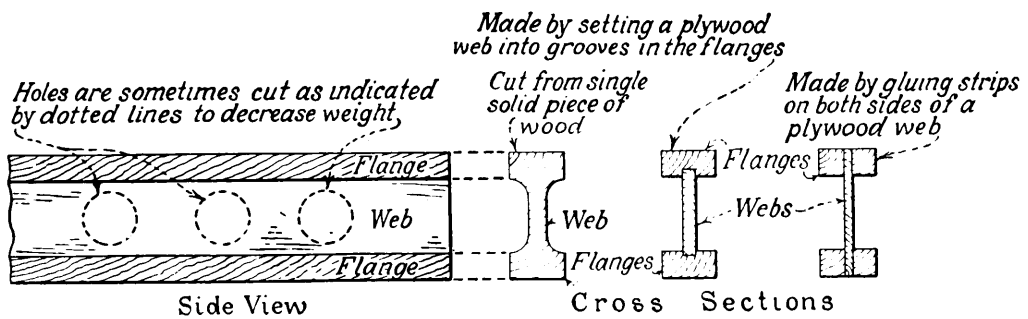 Made by setting a plywood
web into grooves in the flanges
Holes are sometimes cut as indicated
by dotted lines to decrease weight
Cut from single
solid piece of
wood
Made by gluing strips
on both sides of a
plywood web
Flange
Flanges
Web
Web
Webs
Flange
Flanges
Side View
Cross Sections